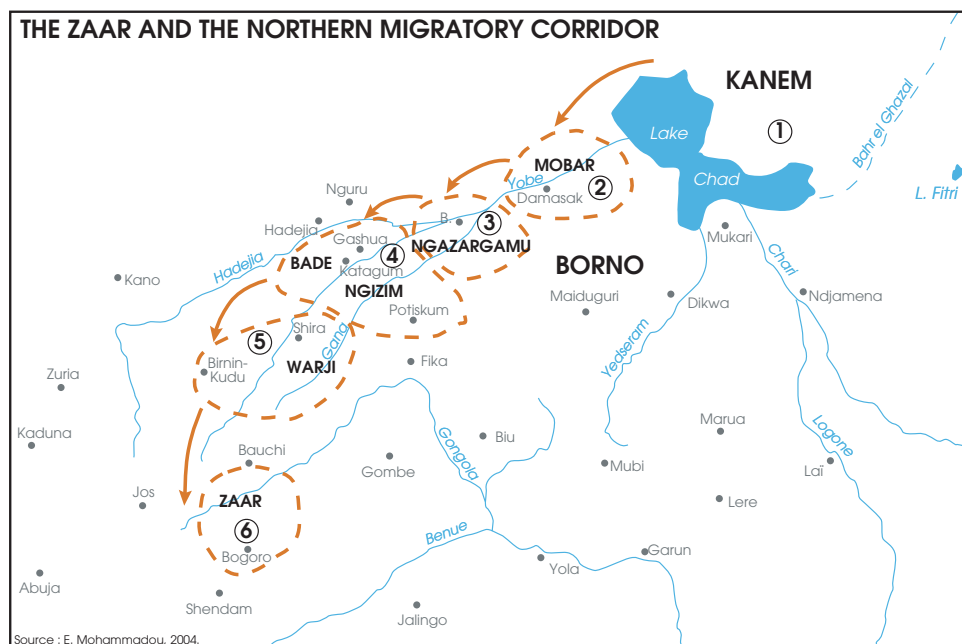 THE ZAAR AND THE NORTHERN MIGRATORY CORRIDOR
KANEM
1
Lake
Chad
Bahr el Ghazal
L. Fitri
MOBAR
2
Damasak
Yobe
Nguru
Hadejia
B.
3
NGAZARGAMU
Mukari
Gashua
4
BADE
Katagum
NGIZIM
Hadejia
Kano
BORNO
Maiduguri
Dikwa
Chari
Ndjamena
Potiskum
Shira
5
Gang
WARJI
Birnin-
Kudu
Fika
Yedseram
Zuria
Kaduna
Marua
Logone
Biu
Gongola
Bauchi
Gombe
Mubi
Laï
Jos
ZAAR
6
Bogoro
Lere
Benue
Garun
Yola
Abuja
Shendam
Jalingo
Source : E. Mohammadou, 2004.